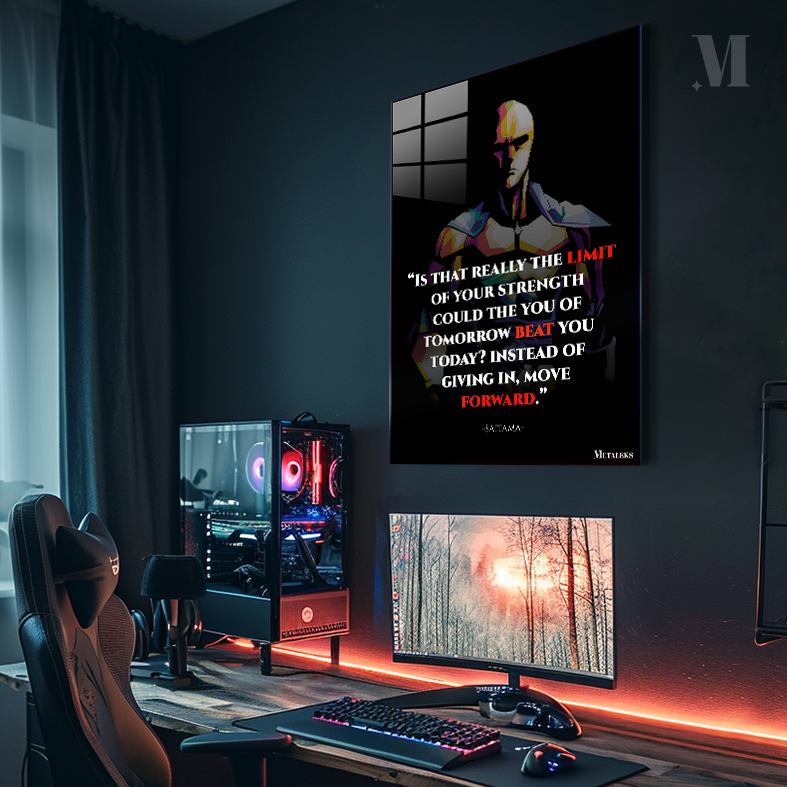 M
“IS THAT REALLY THE LIMIT
OF YOUR STRENGTH
COULD THE YOU OF
TOMORROW BEAT YOU
TODAY? INSTEAD OF
GIVING IN, MOVE
FORWARD.”
-SAITAMA-
METALEKS